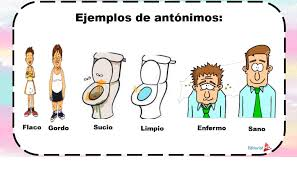 Ejemplos de antónimos:
Flaco Gordo Sucio Limpio Enfermo Sano